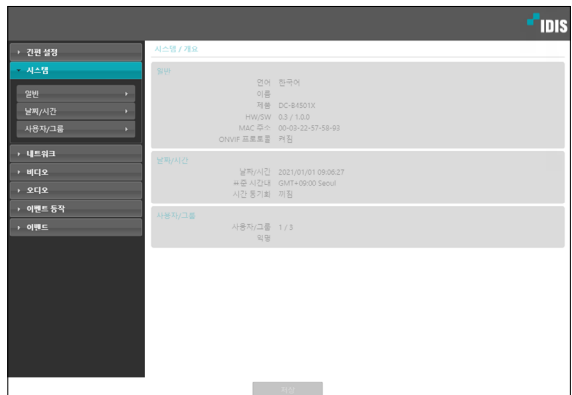 IDIS
간편 설정
시스템
일반
날짜/시간
사용자/그룹
네트워크
비디오
오디오
이벤트 동작
이벤트
시스템 / 개요
일반
언어 한국어
이름
제품 DC-B4501X
HW/SW 0.0 / 1.0.0
MAC 주소 00-03-22-57-58-93
ONVIF 프로토콜 켜짐
날짜/시간
날짜/시간 2021/01/01 09:06:27
표준 시간대 GMT+09:00 Seoul
시간 동기화 꺼짐
사용자/그룹
사용자/그룹 1 / 3
익명
저장